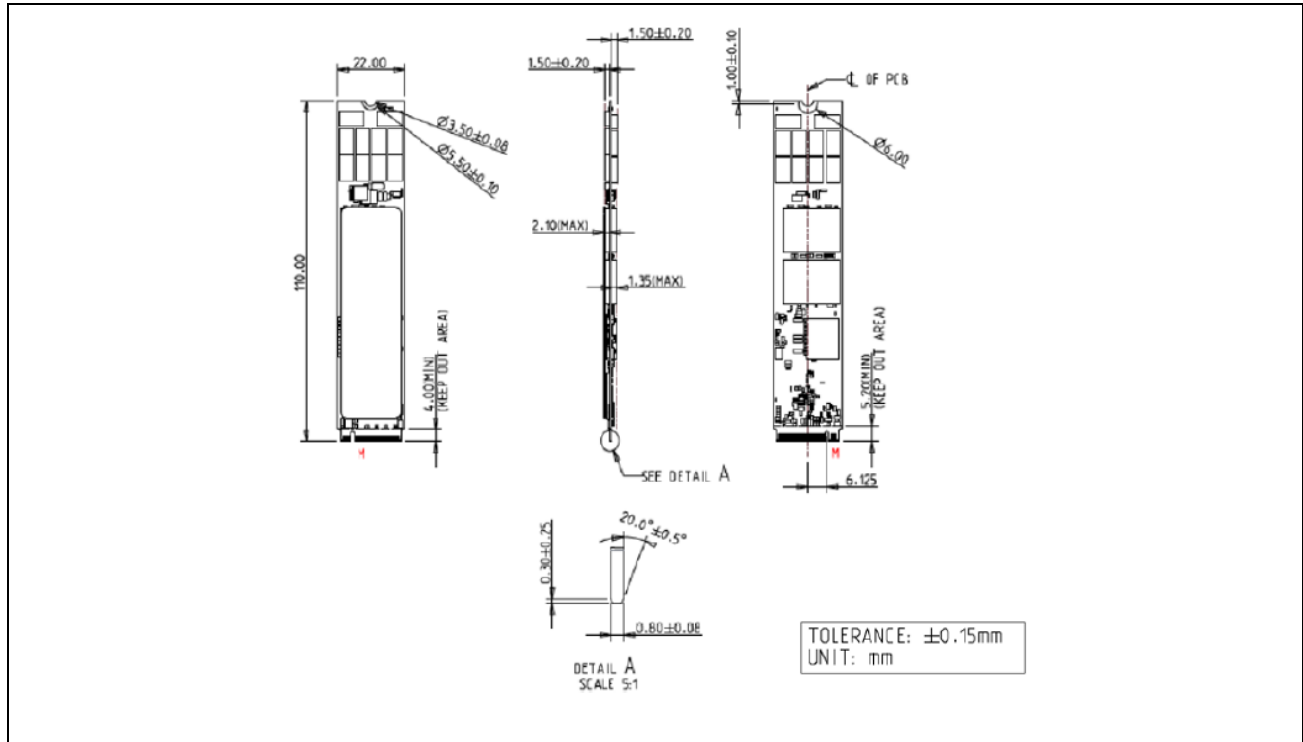 22.00
110.00
Ø3.50±0.08
Ø5.50±0.10
4.00(MIN)
(KEEP OUT AREA)
M
1.50±0.20
1.50±0.20
2.10(MAX)
1.35(MAX)
SEE DETAIL A
1.00±0.10
℄ OF PCB
Ø6.00
5.20(MIN)
(KEEP OUT AREA)
M
6.125
20.0°±0.5°
0.30±0.25
0.80±0.08
DETAIL A
SCALE 5:1
TOLERANCE: ±0.15mm
UNIT: mm